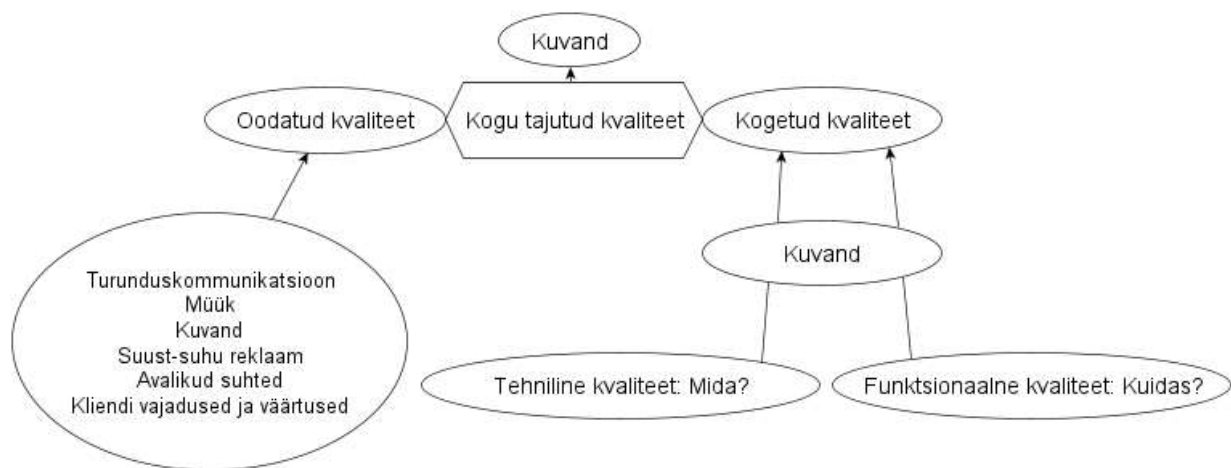 Kuvand
Oodatud kvaliteet
Kogu tajutud kvaliteet
Kogetud kvaliteet
Kuvand
Turunduskommunikatsioon
Müük
Kuvand
Suust-suhu reklaam
Avalikud suhted
Kliendi vajadused ja väärtused
Tehniline kvaliteet: Mida?
Funktsionaalne kvaliteet: Kuidas?